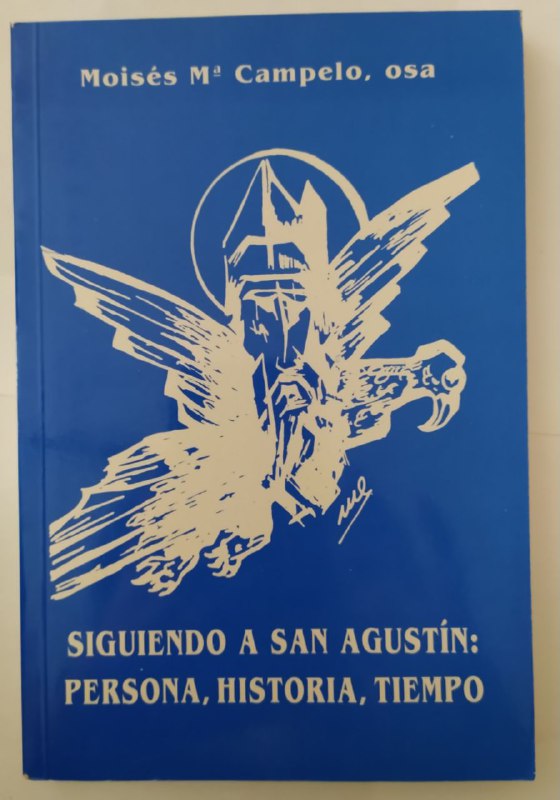 Moisés Mª Campelo, osa
SIGUIENDO A SAN AGUSTÍN:
PERSONA, HISTORIA, TIEMPO